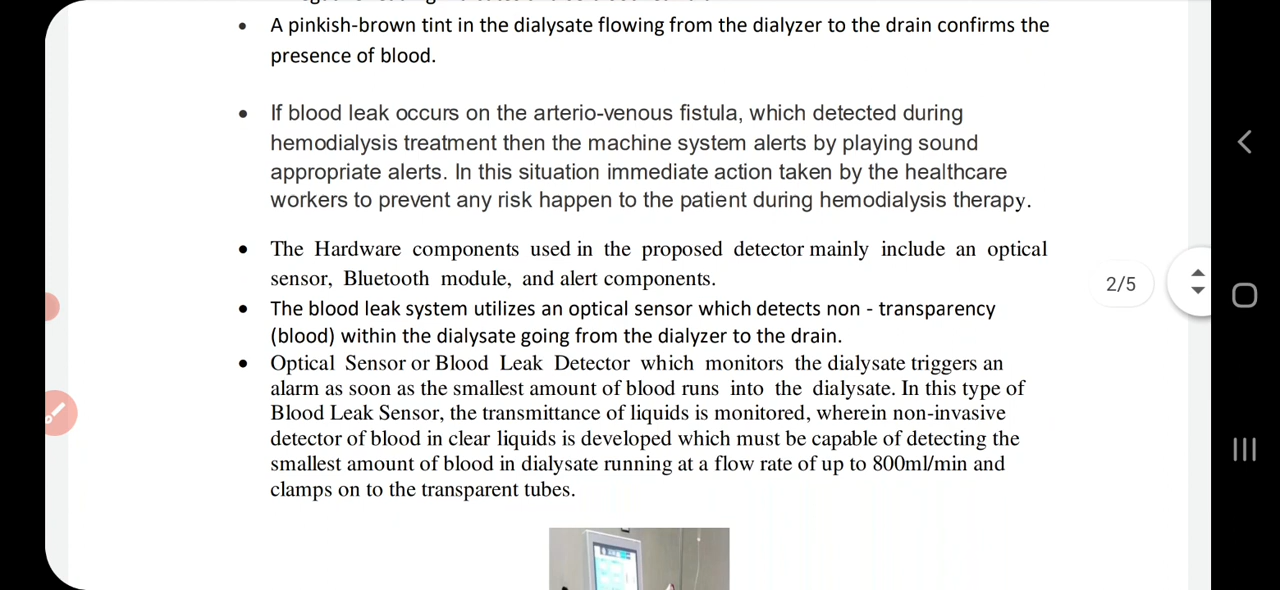 A pinkish-brown tint in the dialysate flowing from the dialyzer to the drain confirms the
presence of blood.
If blood leak occurs on the arterio-venous fistula, which detected during
hemodialysis treatment then the machine system alerts by playing sound
appropriate alerts. In this situation immediate action taken by the healthcare
workers to prevent any risk happen to the patient during hemodialysis therapy.
The Hardware components used in the proposed detector mainly include an optical
sensor, Bluetooth module, and alert components.
The blood leak system utilizes an optical sensor which detects non - transparency
(blood) within the dialysate going from the dialyzer to the drain.
Optical Sensor or Blood Leak Detector which monitors the dialysate triggers an
alarm as soon as the smallest amount of blood runs into the dialysate. In this type of
Blood Leak Sensor, the transmittance of liquids is monitored, wherein non-invasive
detector of blood in clear liquids is developed which must be capable of detecting the
smallest amount of blood in dialysate running at a flow rate of up to 800ml/min and
clamps on to the transparent tubes.
2/5